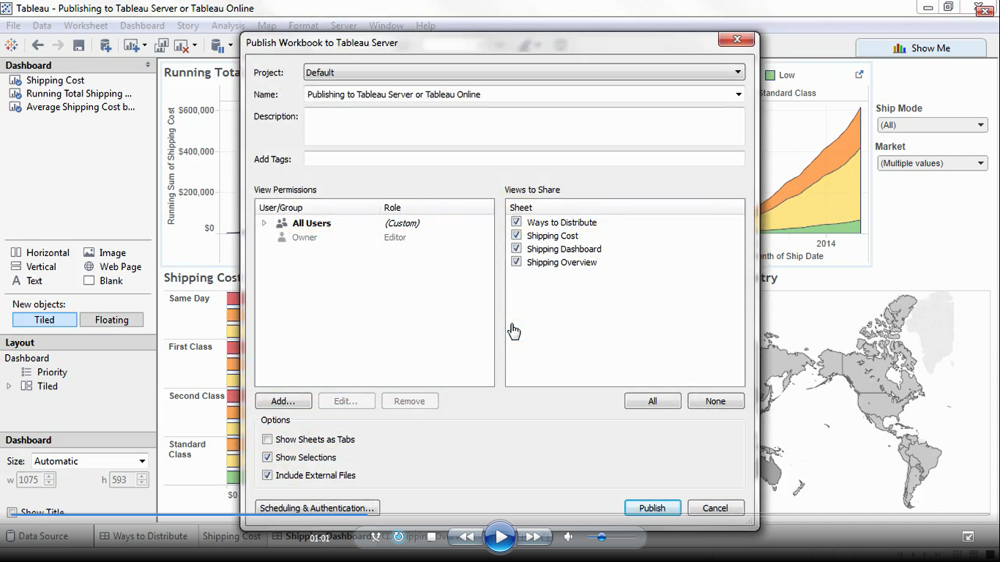 Tableau - Publishing to Tableau Server or Tableau Online
File Data Worksheet Dashboard Story Analysis Map Format Server Window Help
Show Me
Dashboard
Shipping Cost
Running Total Shipping ...
Average Shipping Cost b...
Horizontal Image
Vertical Web Page
Text Blank
New objects:
Tiled Floating
Layout
Dashboard
Priority
Tiled
Dashboard
Size: Automatic
w 1075 h 593
Show Title
Running Tota
Running Sum of Shipping Cost
$600,000
$400,000
$200,000
$0
Shipping Cost
Same Day
First Class
Second Class
Standard
Class
$0
Publish Workbook to Tableau Server
Project: Default
Name: Publishing to Tableau Server or Tableau Online
Description:
Add Tags:
View Permissions
User/Group Role
All Users (Custom)
Owner Editor
Add... Edit... Remove
Views to Share
Sheet
Ways to Distribute
Shipping Cost
Shipping Dashboard
Shipping Overview
All None
Options
Show Sheets as Tabs
Show Selections
Include External Files
Scheduling & Authentication...
Publish Cancel
Low
Standard Class
2014
onth of Ship Date
try
Ship Mode
(All)
Market
(Multiple values)
Data Source Ways to Distribute Shipping Cost
01:01